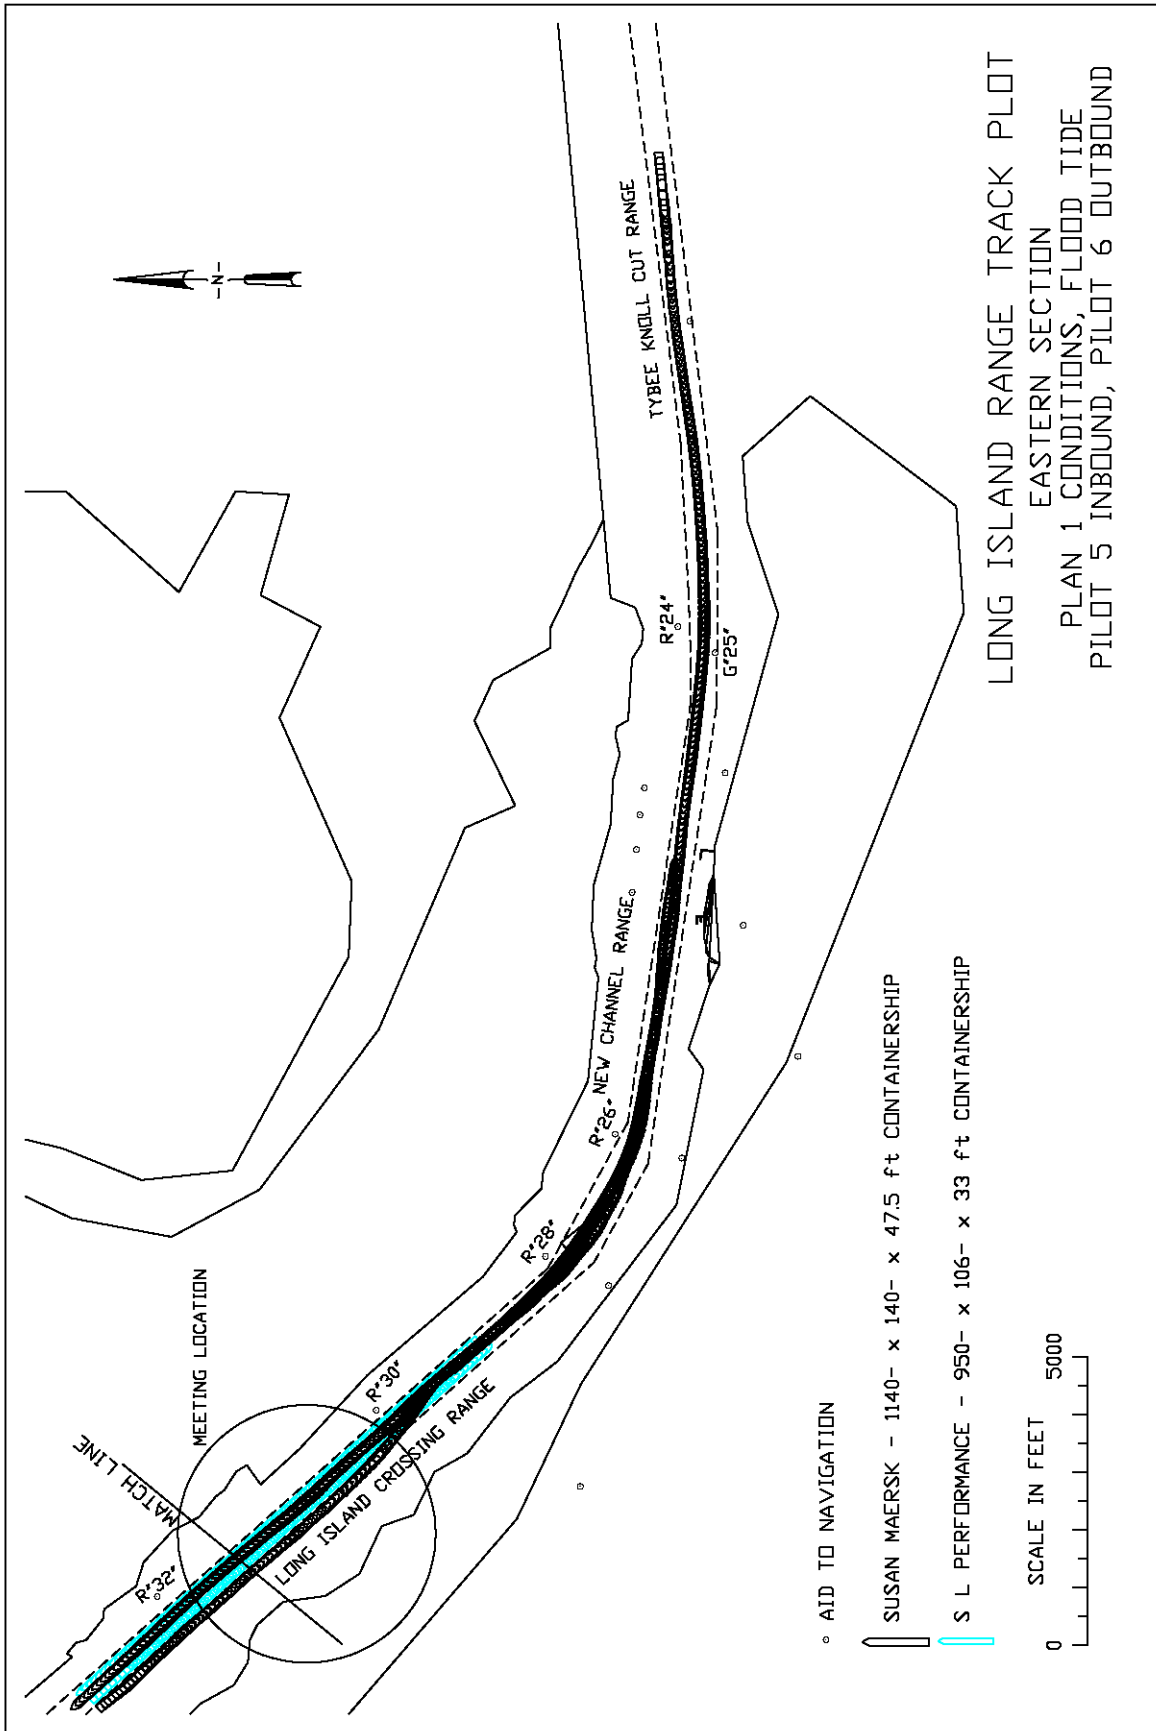 LONG ISLAND RANGE TRACK PLOT
EASTERN SECTION
PLAN 1 CONDITIONS, FLOOD TIDE
PILOT 5 INBOUND, PILOT 6 OUTBOUND
-N-
TYBEE KNOLL CUT RANGE
R"24"
G"25"
NEW CHANNEL RANGE
R"26"
R"28"
R"30"
R"32"
MEETING LOCATION
MATCH LINE
LONG ISLAND CROSSING RANGE
AID TO NAVIGATION
SUSAN MAERSK - 1140- x 140- x 47.5 ft CONTAINERSHIP
S L PERFORMANCE - 950- x 106- x 33 ft CONTAINERSHIP
SCALE IN FEET
0 5000